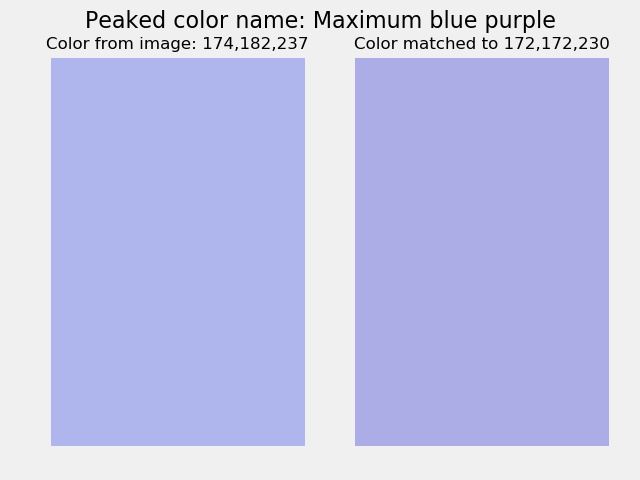 Peaked color name: Maximum blue purple
Color from image: 174,182,237
Color matched to 172,172,230